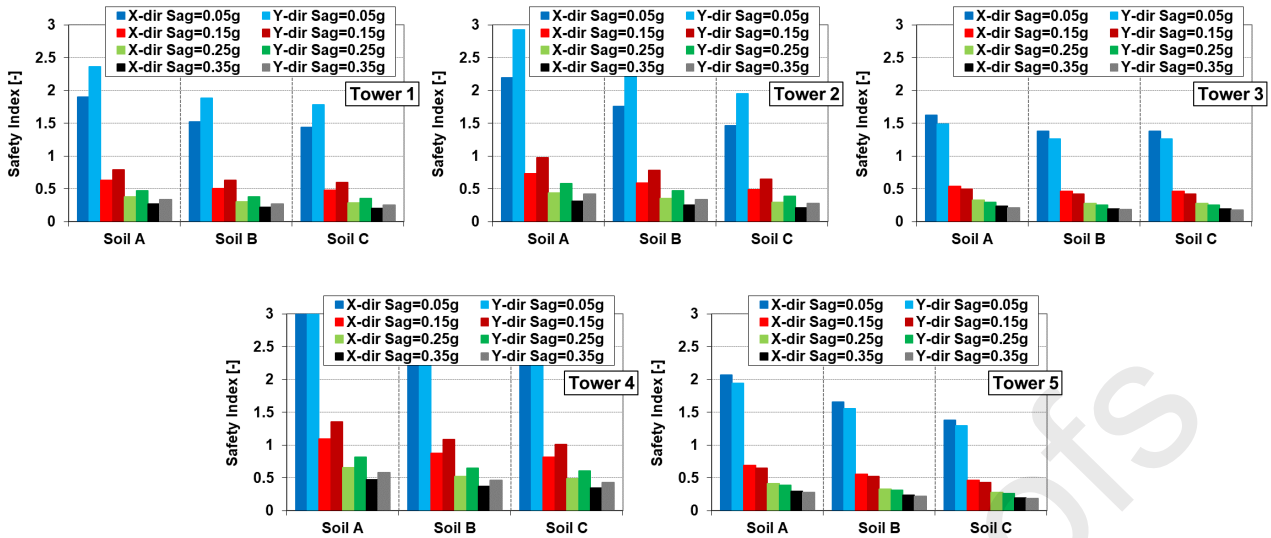 X-dir Sag=0.05g Y-dir Sag=0.05g
X-dir Sag=0.15g Y-dir Sag=0.15g
X-dir Sag=0.25g Y-dir Sag=0.25g
X-dir Sag=0.35g Y-dir Sag=0.35g
Tower 1
Safety Index [-]
3
2.5
2
1.5
1
0.5
0
Soil A Soil B Soil C
X-dir Sag=0.05g Y-dir Sag=0.05g
X-dir Sag=0.15g Y-dir Sag=0.15g
X-dir Sag=0.25g Y-dir Sag=0.25g
X-dir Sag=0.35g Y-dir Sag=0.35g
Tower 2
Safety Index [-]
3
2.5
2
1.5
1
0.5
0
Soil A Soil B Soil C
X-dir Sag=0.05g Y-dir Sag=0.05g
X-dir Sag=0.15g Y-dir Sag=0.15g
X-dir Sag=0.25g Y-dir Sag=0.25g
X-dir Sag=0.35g Y-dir Sag=0.35g
Tower 3
Safety Index [-]
3
2.5
2
1.5
1
0.5
0
Soil A Soil B Soil C
X-dir Sag=0.05g Y-dir Sag=0.05g
X-dir Sag=0.15g Y-dir Sag=0.15g
X-dir Sag=0.25g Y-dir Sag=0.25g
X-dir Sag=0.35g Y-dir Sag=0.35g
Tower 4
Safety Index [-]
3
2.5
2
1.5
1
0.5
0
Soil A Soil B Soil C
X-dir Sag=0.05g Y-dir Sag=0.05g
X-dir Sag=0.15g Y-dir Sag=0.15g
X-dir Sag=0.25g Y-dir Sag=0.25g
X-dir Sag=0.35g Y-dir Sag=0.35g
Tower 5
Safety Index [-]
3
2.5
2
1.5
1
0.5
0
Soil A Soil B Soil C
ofs